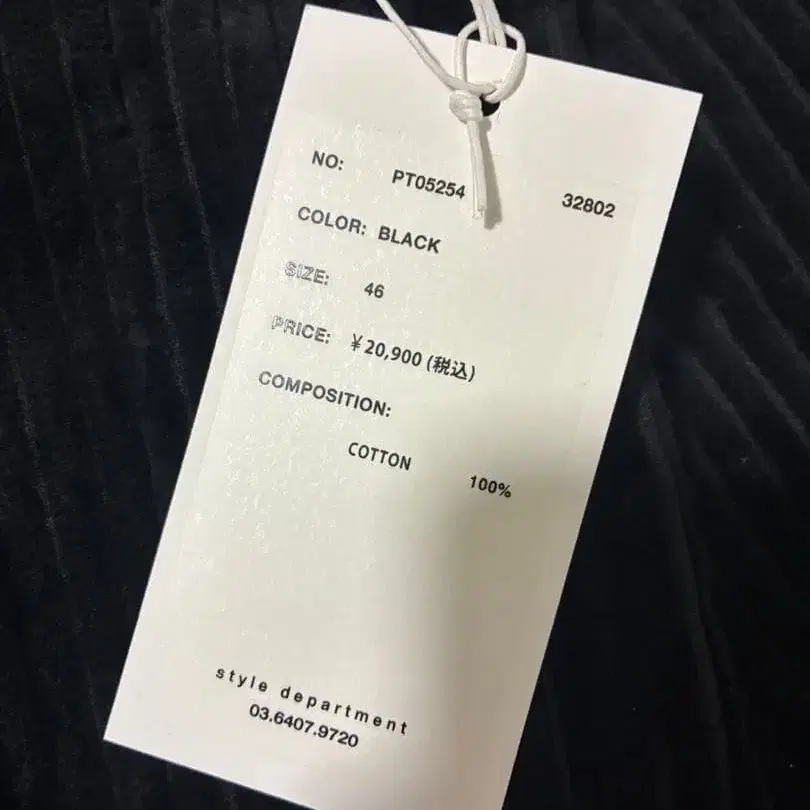 NO: PT05254 32802
COLOR: BLACK
SIZE: 46
PRICE: ¥20,900 (税込)
COMPOSITION:
COTTON 100%
style department
03.6407.9720